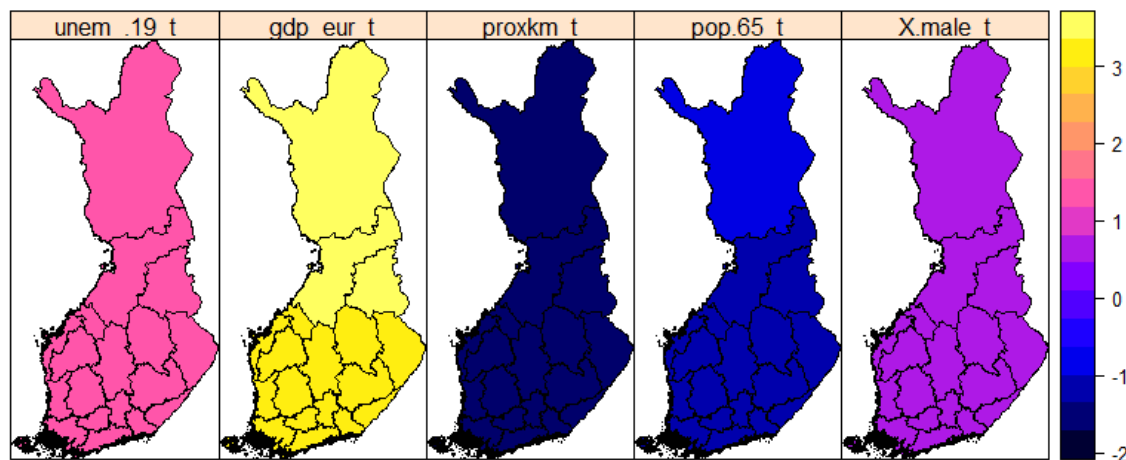 unem_.19_t
gdp_eur_t
proxkm_t
pop.65_t
X.male_t
3
2
1
0
-1
-2